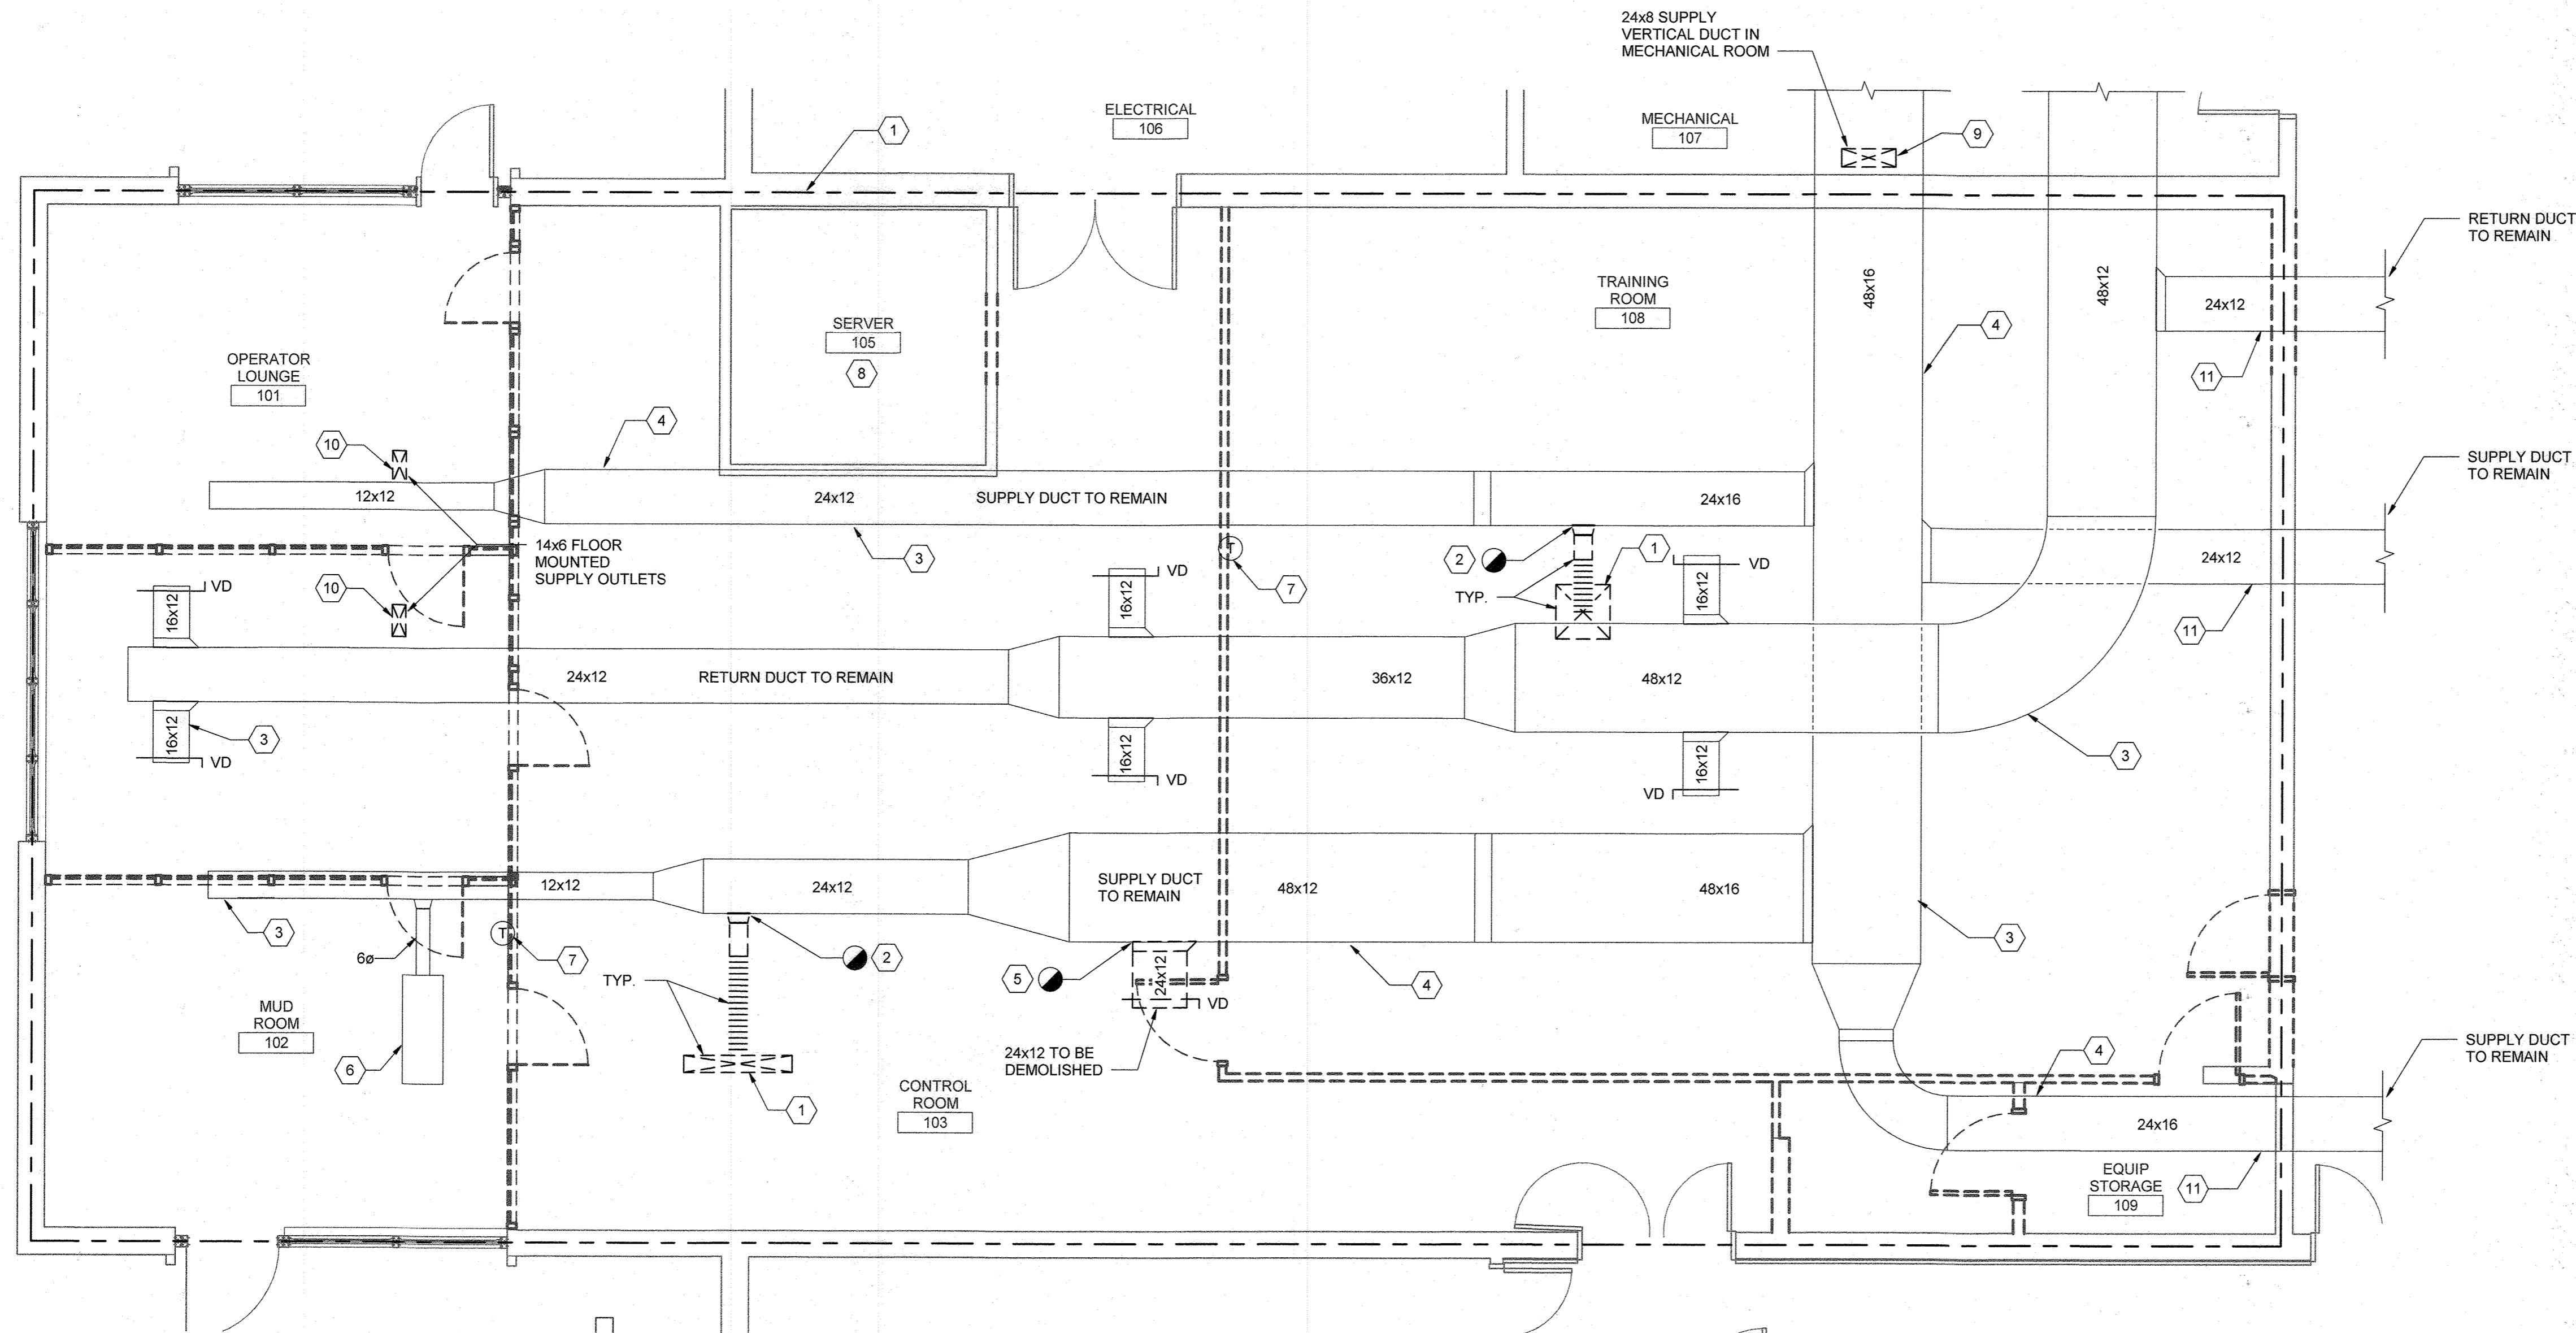 24x8 SUPPLY
VERTICAL DUCT IN
MECHANICAL ROOM
ELECTRICAL
106
MECHANICAL
107
1
9
RETURN DUCT
TO REMAIN
48x16
48x12
24x12
TRAINING
ROOM
108
SERVER
105
8
4
11
OPERATOR
LOUNGE
101
4
10
SUPPLY DUCT
TO REMAIN
12x12
24x12
SUPPLY DUCT TO REMAIN
24x16
14x6 FLOOR
MOUNTED
SUPPLY OUTLETS
3
T
7
2
1
24x12
TYP.
VD
16x12
VD
16x12
VD
16x12
10
11
24x12
RETURN DUCT TO REMAIN
36x12
48x12
16x12
3
VD
16x12
VD
16x12
VD
3
12x12
24x12
SUPPLY DUCT
TO REMAIN
48x12
48x16
3
T
7
6ø
2
5
24x12
VD
4
3
TYP.
MUD
ROOM
102
6
24x12 TO BE
DEMOLISHED
4
SUPPLY DUCT
TO REMAIN
1
CONTROL
ROOM
103
24x16
EQUIP
STORAGE
109
11